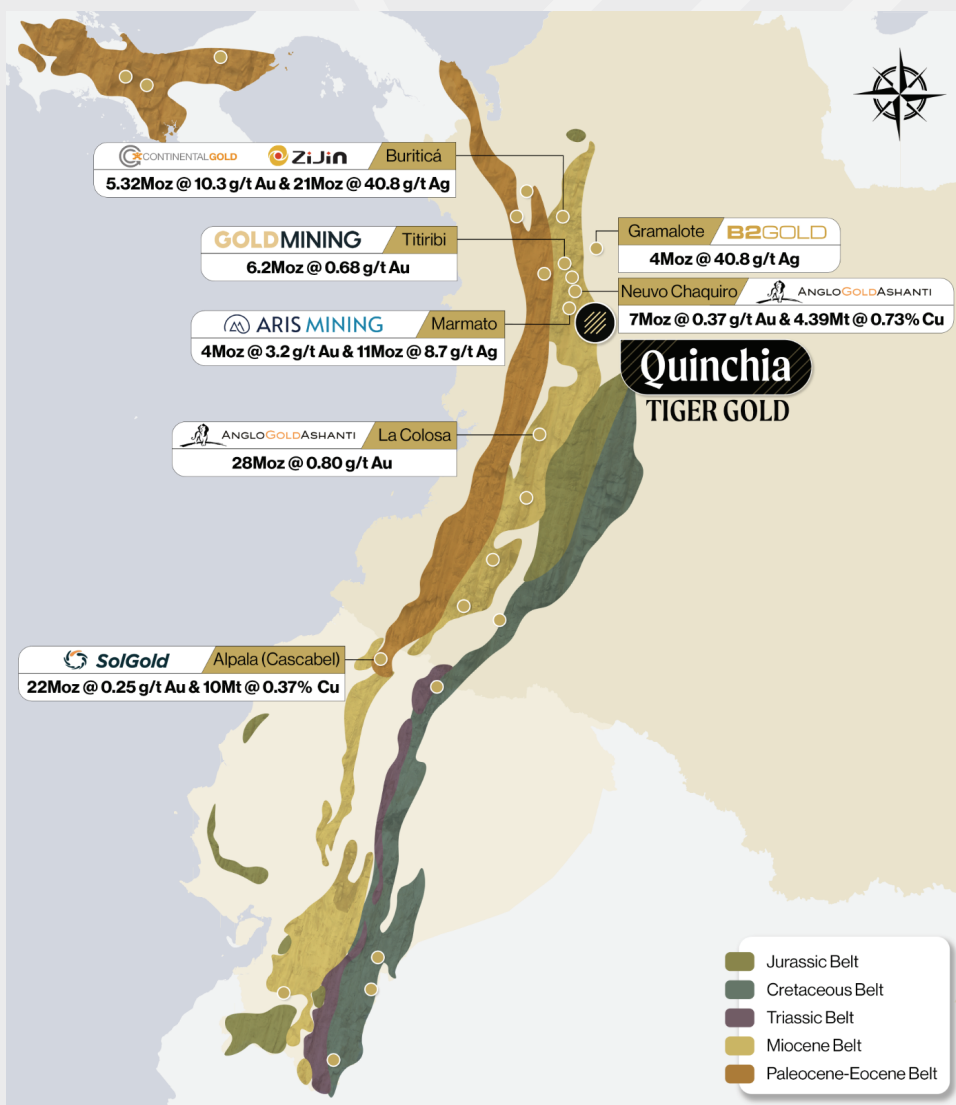 CONTINENTALGOLD ZiJin Buriticá
5.32Moz @ 10.3 g/t Au & 21Moz @ 40.8 g/t Ag
GOLDMINING Titiribi
6.2Moz @ 0.68 g/t Au
Gramalote B2GOLD
4Moz @ 40.8 g/t Ag
Neuvo Chaquiro ANGLOGOLDASHANTI
7Moz @ 0.37 g/t Au & 4.39Mt @ 0.73% Cu
ARIS MINING Marmato
4Moz @ 3.2 g/t Au & 11Moz @ 8.7 g/t Ag
Quinchia
TIGER GOLD
ANGLOGOLDASHANTI La Colosa
28Moz @ 0.80 g/t Au
SolGold Alpala (Cascabel)
22Moz @ 0.25 g/t Au & 10Mt @ 0.37% Cu
Jurassic Belt
Cretaceous Belt
Triassic Belt
Miocene Belt
Paleocene-Eocene Belt